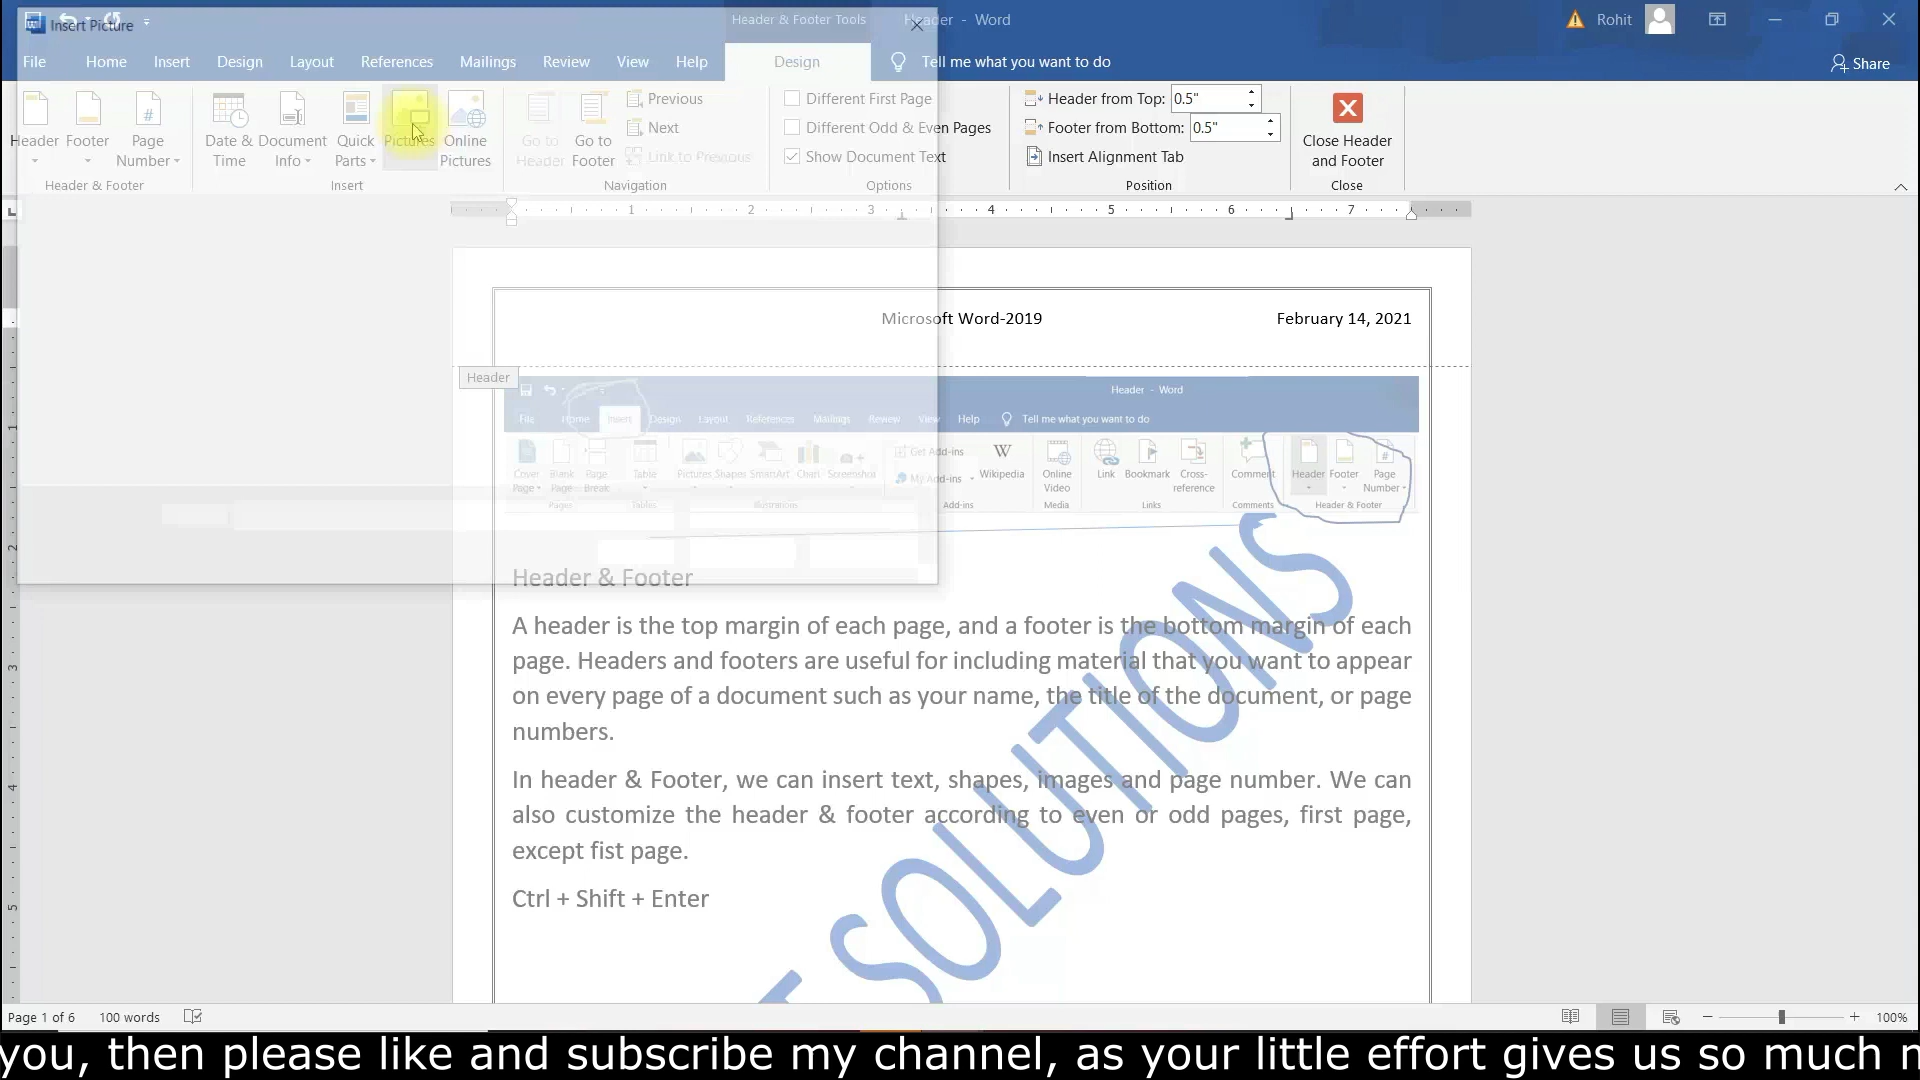 Insert Picture
Header & Footer Tools
Header - Word
Rohit
File Home Insert Design Layout References Mailings Review View Help Design Tell me what you want to do
Share
Header Footer Page Number
Date & Time Document Info Quick Parts Pictures Online Pictures
Go to Header Go to Footer Previous Next Link to Previous
Different First Page
Different Odd & Even Pages
Show Document Text
Header from Top: 0.5"
Footer from Bottom: 0.5"
Insert Alignment Tab
Close Header and Footer
Header & Footer Insert Navigation Options Position Close
1 2 3 4 5 6 7
Microsoft Word-2019 February 14, 2021
Header
Header - Word
File Home Insert Design Layout References Mailings Review View Help Tell me what you want to do
Cover Page Blank Page Page Break Table Pictures Shapes SmartArt Chart Screenshot Get Add-ins My Add-ins Wikipedia Online Video Link Bookmark Cross-reference Comment Header Footer Page Number
Pages Tables Illustrations Add-ins Media Links Comments Header & Footer
Header & Footer
A header is the top margin of each page, and a footer is the bottom margin of each
page. Headers and footers are useful for including material that you want to appear
on every page of a document such as your name, the title of the document, or page
numbers.
In header & Footer, we can insert text, shapes, images and page number. We can
also customize the header & footer according to even or odd pages, first page,
except fist page.
Ctrl + Shift + Enter
SOLUTIONS
1
2
3
4
5
Page 1 of 6 100 words 100%
you, then please like and subscribe my channel, as your little effort gives us so much